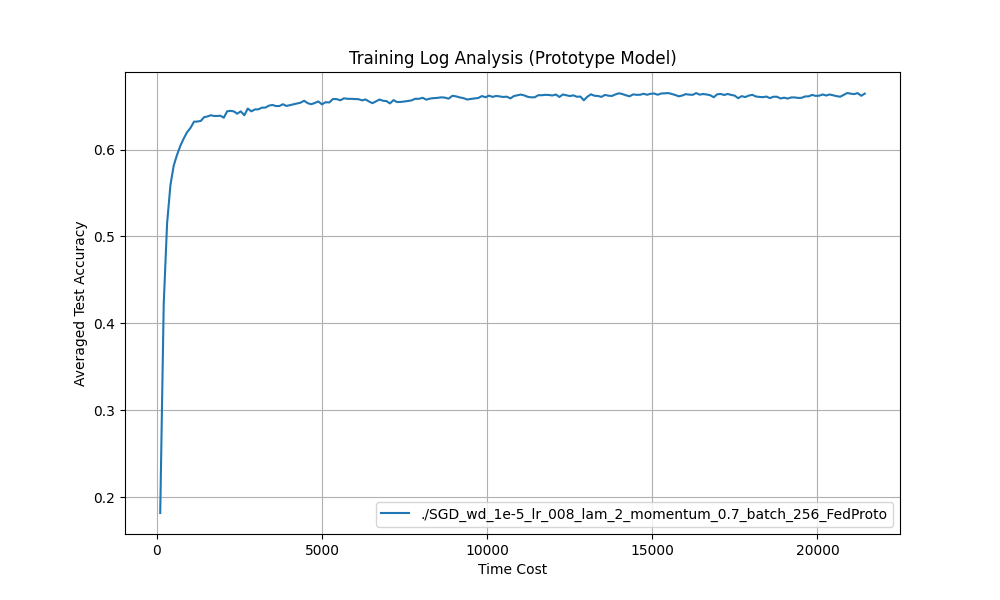 Training Log Analysis (Prototype Model)
Averaged Test Accuracy
0.6
0.5
0.4
0.3
0.2
./SGD_wd_1e-5_lr_008_lam_2_momentum_0.7_batch_256_FedProto
0 5000 10000 15000 20000
Time Cost